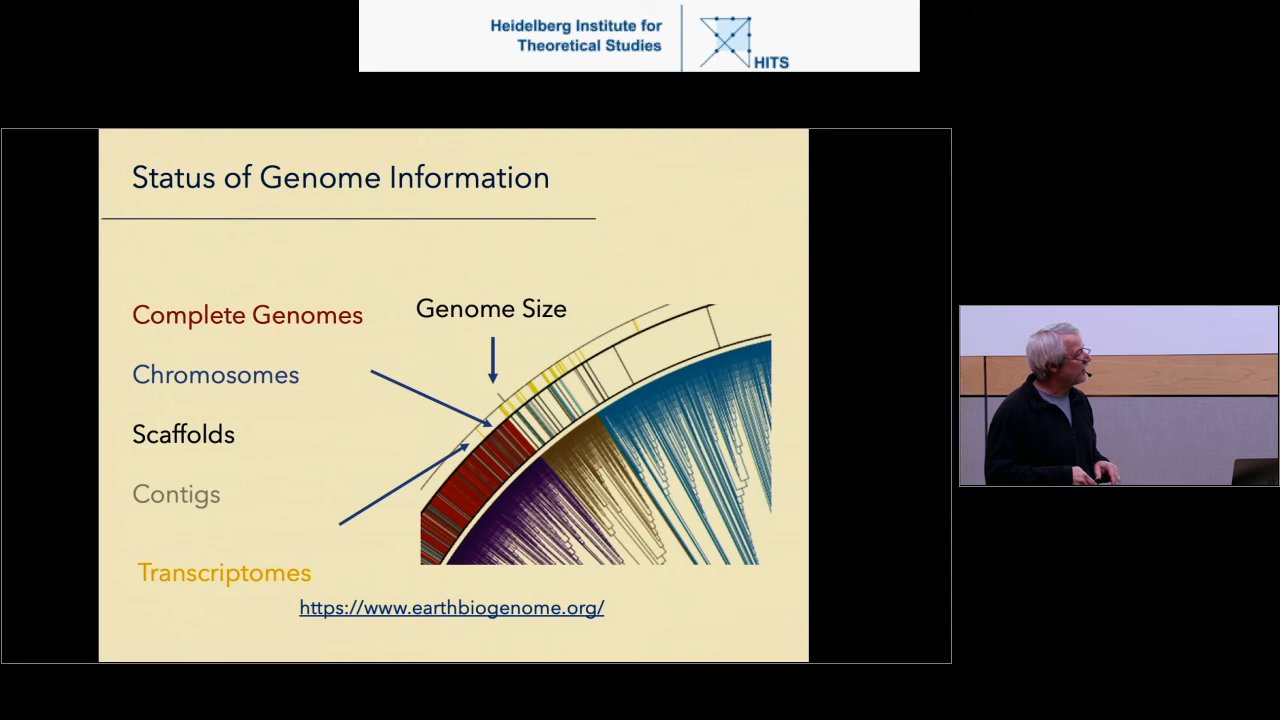 Heidelberg Institute for
Theoretical Studies
HITS
Status of Genome Information
Complete Genomes
Genome Size
Chromosomes
Scaffolds
Contigs
Transcriptomes
https://www.earthbiogenome.org/